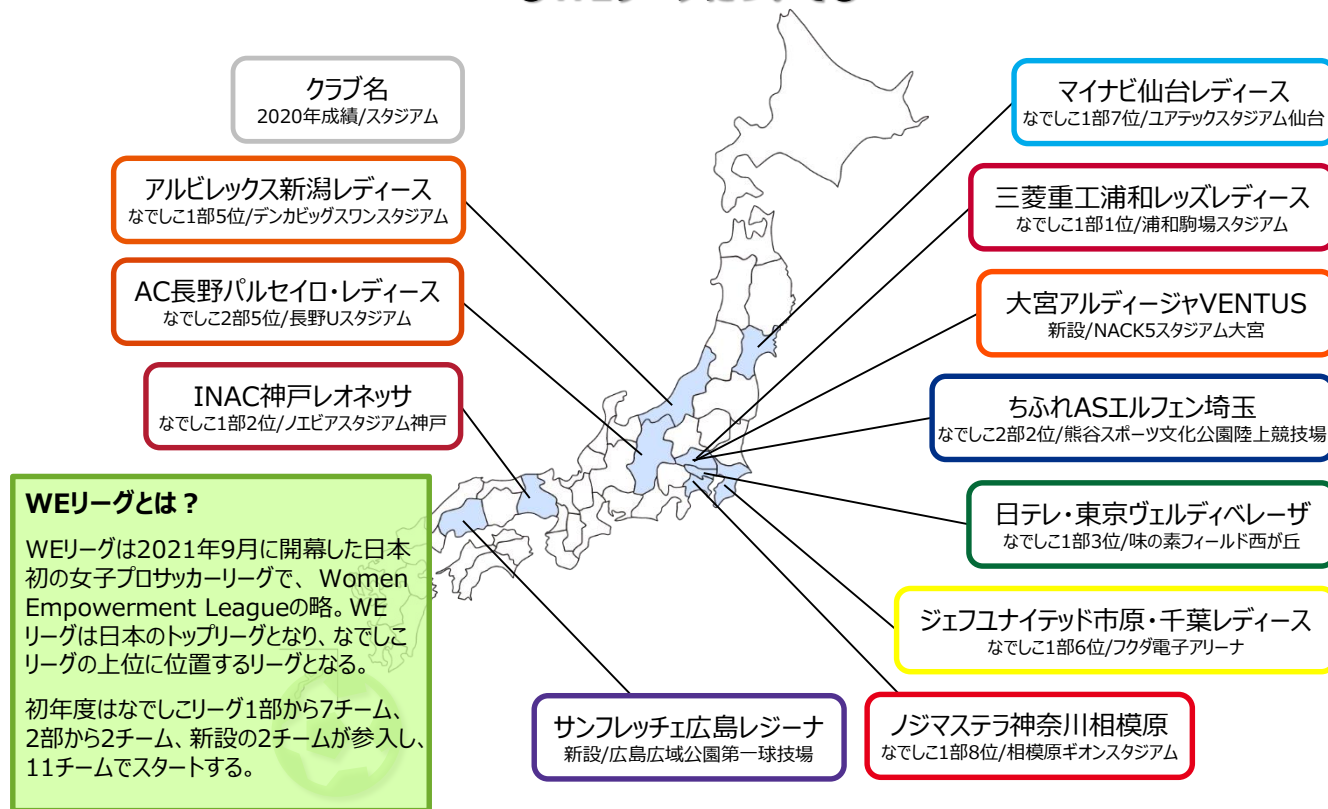 クラブ名
2020年成績/スタジアム
アルビレックス新潟レディース
なでしこ1部5位/デンカビッグスワンスタジアム
AC長野パルセイロ・レディース
なでしこ2部5位/長野Uスタジアム
INAC神戸レオネッサ
なでしこ1部2位/ノエビアスタジアム神戸
マイナビ仙台レディース
なでしこ1部7位/ユアテックスタジアム仙台
三菱重工浦和レッズレディース
なでしこ1部1位/浦和駒場スタジアム
大宮アルディージャVENTUS
新設/NACK5スタジアム大宮
ちふれASエルフェン埼玉
なでしこ2部2位/熊谷スポーツ文化公園陸上競技場
日テレ・東京ヴェルディベレーザ
なでしこ1部3位/味の素フィールド西が丘
ジェフユナイテッド市原・千葉レディース
なでしこ1部6位/フクダ電子アリーナ
ノジマステラ神奈川相模原
なでしこ1部8位/相模原ギオンスタジアム
サンフレッチェ広島レジーナ
新設/広島広域公園第一球技場
WEリーグとは？
WEリーグは2021年9月に開幕した日本
初の女子プロサッカーリーグで、 Women
Empowerment Leagueの略。WE
リーグは日本のトップリーグとなり、なでしこ
リーグの上位に位置するリーグとなる。
初年度はなでしこリーグ1部から7チーム、
2部から2チーム、新設の2チームが参入し、
11チームでスタートする。